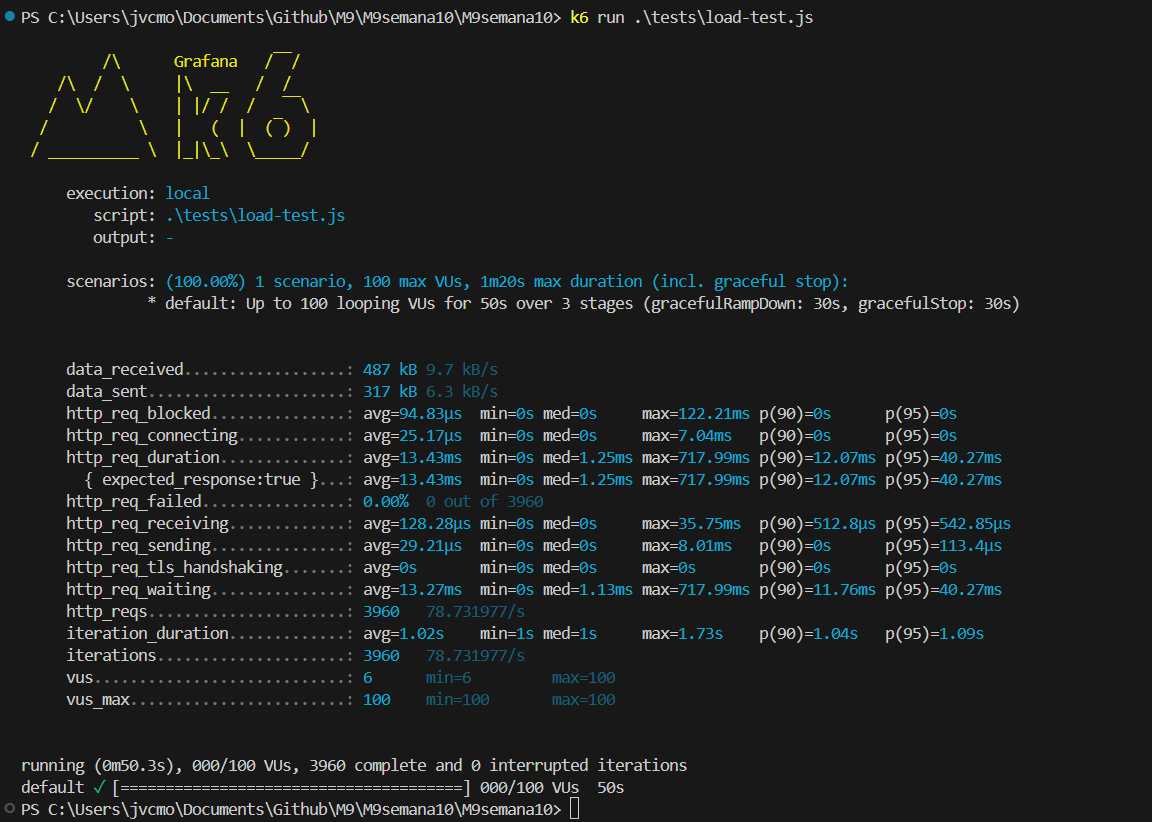 PS C:\Users\jvcmo\Documents\Github\M9\M9semana10\M9semana10> k6 run .\tests\load-test.js
Grafana
k6
execution: local
script: .\tests\load-test.js
output: -
scenarios: (100.00%) 1 scenario, 100 max VUs, 1m20s max duration (incl. graceful stop):
* default: Up to 100 looping VUs for 50s over 3 stages (gracefulRampDown: 30s, gracefulStop: 30s)
data_received..................: 487 kB 9.7 kB/s
data_sent......................: 317 kB 6.3 kB/s
http_req_blocked...............: avg=94.83µs min=0s med=0s max=122.21ms p(90)=0s p(95)=0s
http_req_connecting............: avg=25.17µs min=0s med=0s max=7.04ms p(90)=0s p(95)=0s
http_req_duration..............: avg=13.43ms min=0s med=1.25ms max=717.99ms p(90)=12.07ms p(95)=40.27ms
{ expected_response:true }...: avg=13.43ms min=0s med=1.25ms max=717.99ms p(90)=12.07ms p(95)=40.27ms
http_req_failed................: 0.00% 0 out of 3960
http_req_receiving.............: avg=128.28µs min=0s med=0s max=35.75ms p(90)=512.8µs p(95)=542.85µs
http_req_sending...............: avg=29.21µs min=0s med=0s max=8.01ms p(90)=0s p(95)=113.4µs
http_req_tls_handshaking.......: avg=0s min=0s med=0s max=0s p(90)=0s p(95)=0s
http_req_waiting...............: avg=13.27ms min=0s med=1.13ms max=717.99ms p(90)=11.76ms p(95)=40.27ms
http_reqs......................: 3960 78.731977/s
iteration_duration.............: avg=1.02s min=1s med=1s max=1.73s p(90)=1.04s p(95)=1.09s
iterations.....................: 3960 78.731977/s
vus............................: 6 min=6 max=100
vus_max........................: 100 min=100 max=100
running (0m50.3s), 000/100 VUs, 3960 complete and 0 interrupted iterations
default ✓ [======================================] 000/100 VUs 50s
PS C:\Users\jvcmo\Documents\Github\M9\M9semana10\M9semana10>